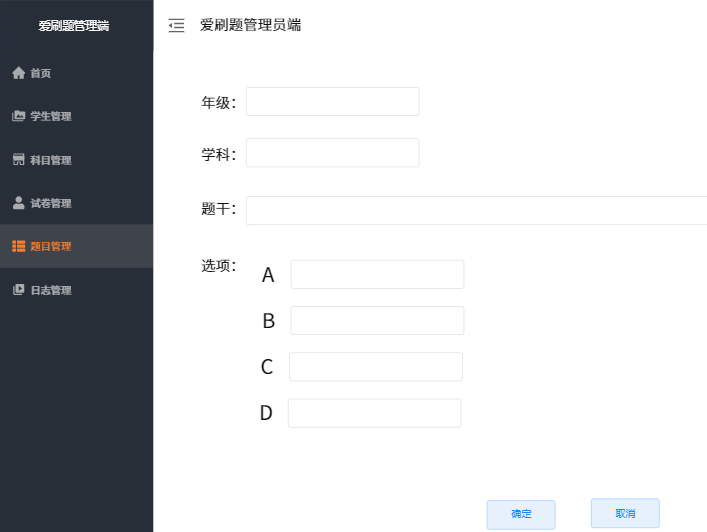 爱刷题管理端
爱刷题管理员端
首页
学生管理
科目管理
试卷管理
题目管理
日志管理
年级：
学科：
题干：
选项：
A
B
C
D
确定
取消